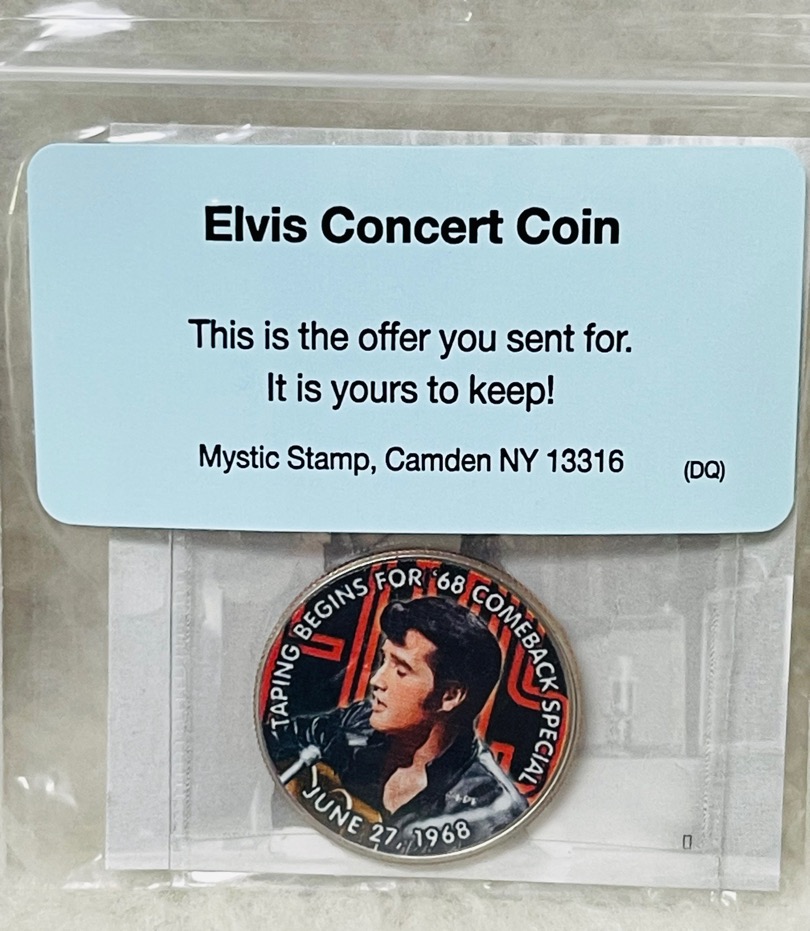 Elvis Concert Coin
This is the offer you sent for.
It is yours to keep!
Mystic Stamp, Camden NY 13316 (DQ)
TAPING BEGINS FOR '68 COMEBACK SPECIAL
JUNE 27, 1968